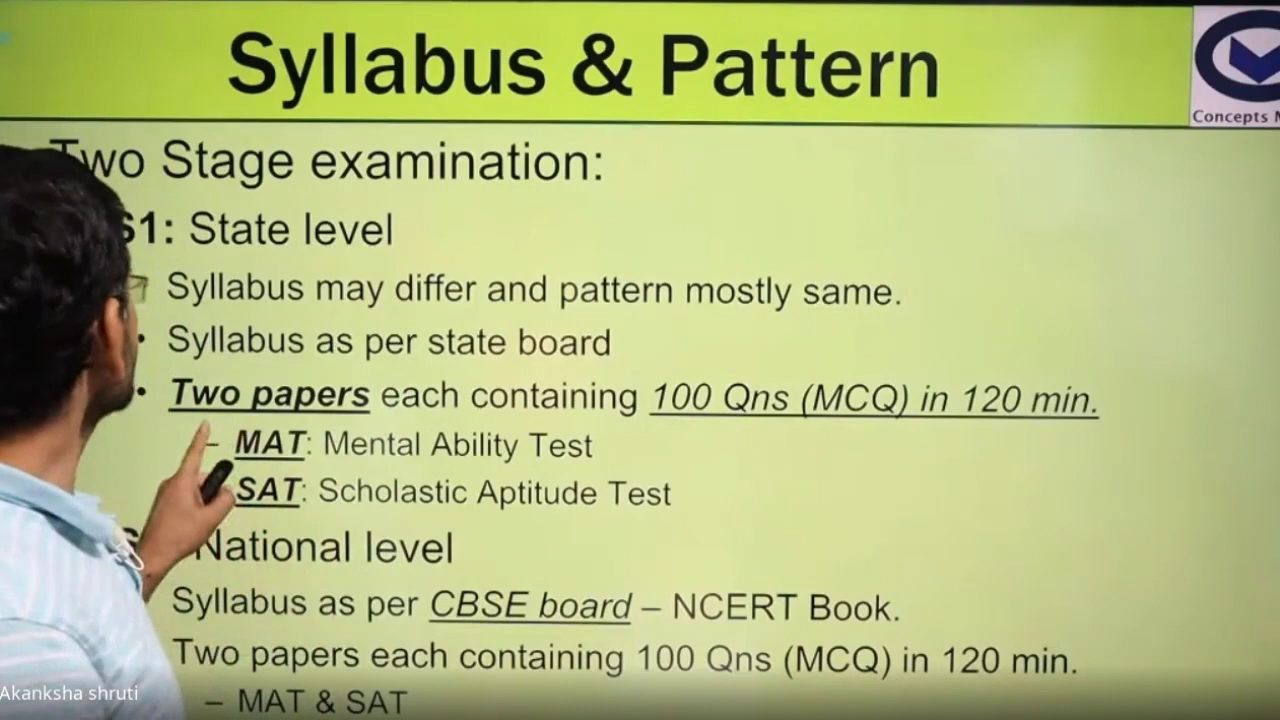 Syllabus & Pattern
Concepts
Two Stage examination:
S1: State level
Syllabus may differ and pattern mostly same.
• Syllabus as per state board
• Two papers each containing 100 Qns (MCQ) in 120 min.
– MAT: Mental Ability Test
SAT: Scholastic Aptitude Test
National level
Syllabus as per CBSE board – NCERT Book.
Two papers each containing 100 Qns (MCQ) in 120 min.
– MAT & SAT
Akanksha shruti